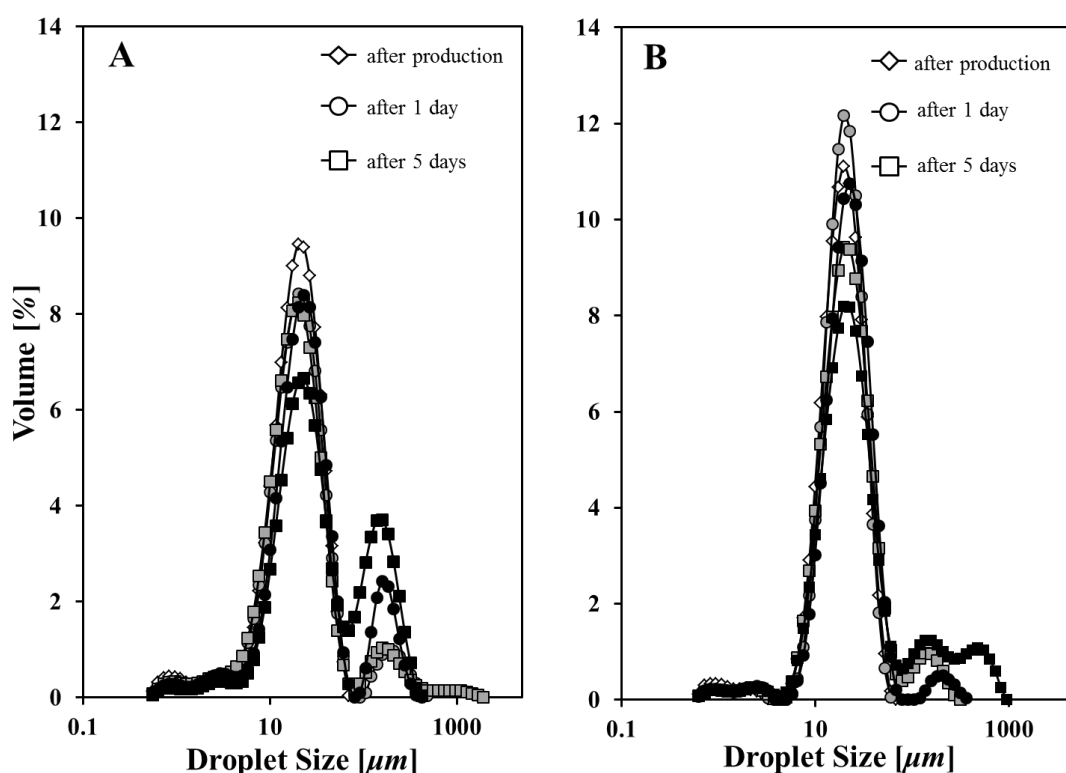 A
after production
after 1 day
after 5 days
14
12
10
8
6
4
2
0
0.1
10
1000
Volume [%]
Droplet Size [µm]
B
after production
after 1 day
after 5 days
14
12
10
8
6
4
2
0
0.1
10
1000
Droplet Size [µm]